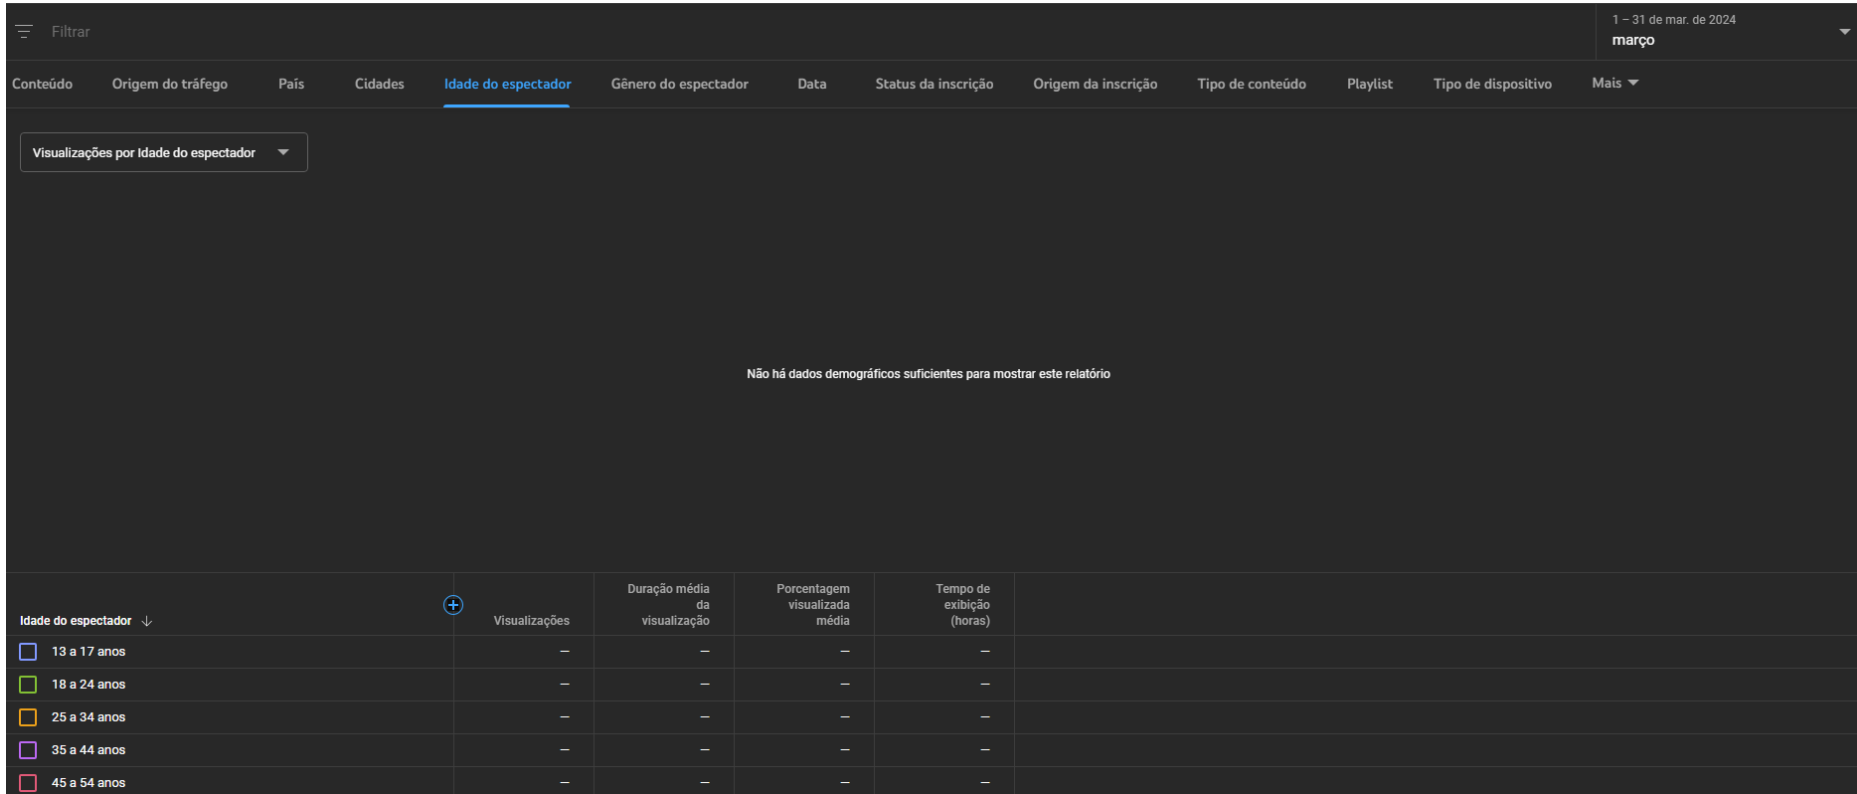 Filtrar
1 – 31 de mar. de 2024
março
Conteúdo Origem do tráfego País Cidades Idade do espectador Gênero do espectador Data Status da inscrição Origem da inscrição Tipo de conteúdo Playlist Tipo de dispositivo Mais
Visualizações por Idade do espectador
Não há dados demográficos suficientes para mostrar este relatório
Idade do espectador
Visualizações
Duração média
da
visualização
Porcentagem
visualizada
média
Tempo de
exibição
(horas)
13 a 17 anos — — — —
18 a 24 anos — — — —
25 a 34 anos — — — —
35 a 44 anos — — — —
45 a 54 anos — — — —